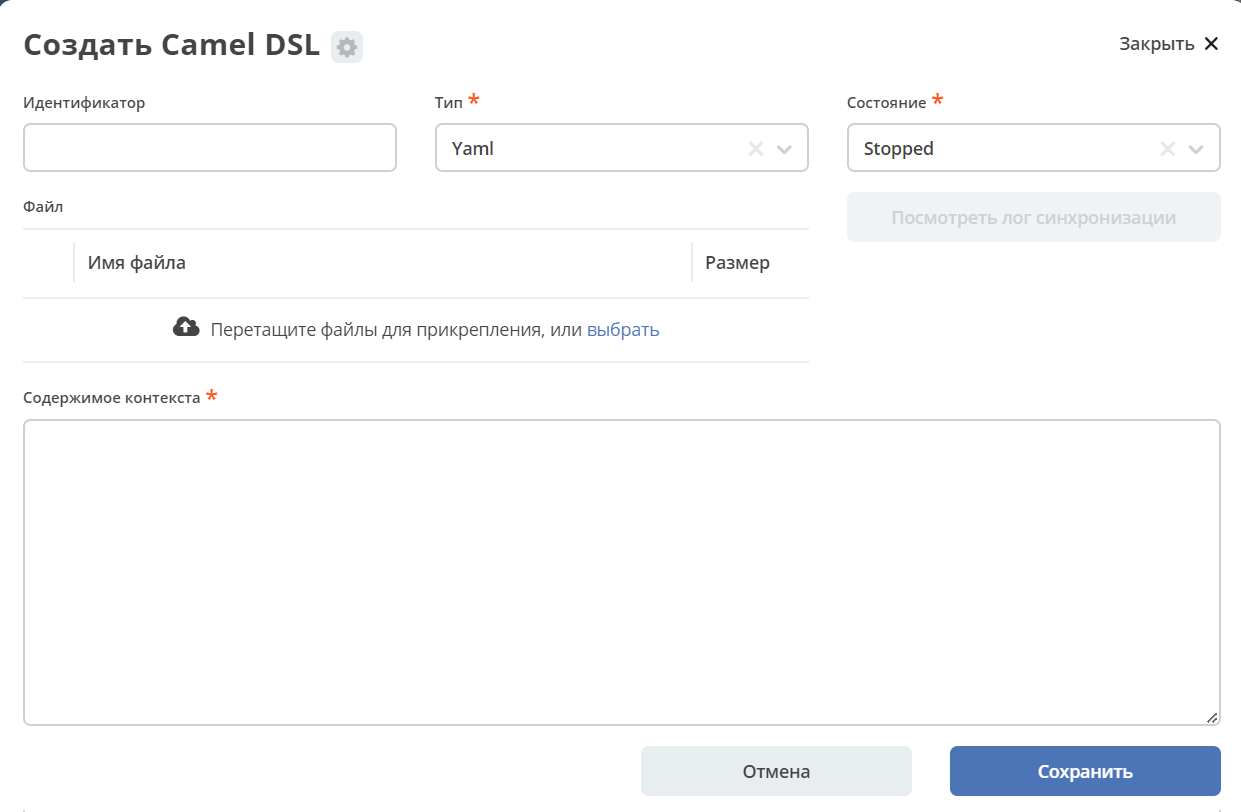 Создать Camel DSL
Закрыть
Идентификатор
Тип *
Состояние *
Yaml
Stopped
Файл
Посмотреть лог синхронизации
Имя файла
Размер
Перетащите файлы для прикрепления, или выбрать
Содержимое контекста *
Отмена
Сохранить